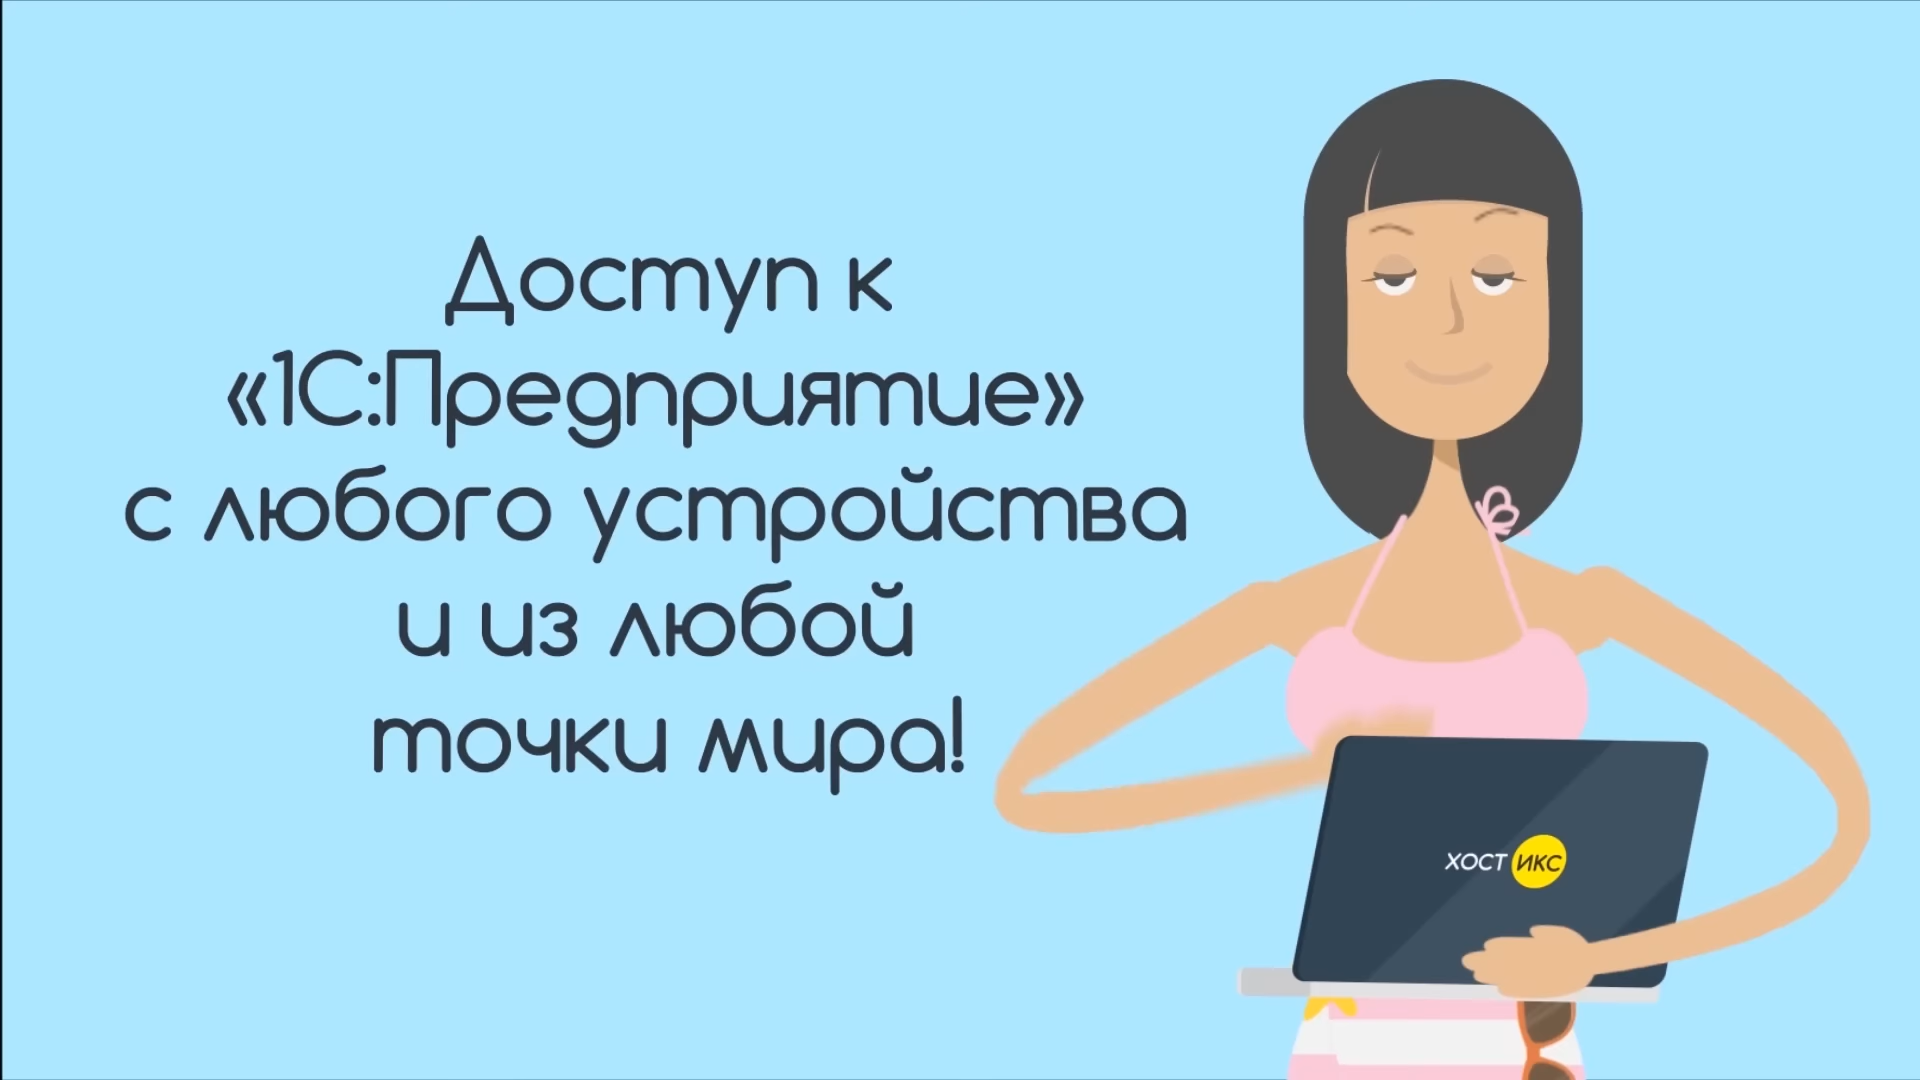 Доступ к
«1С:Предприятие»
с любого устройства
и из любой
точки мира!
ХОСТ ИКС